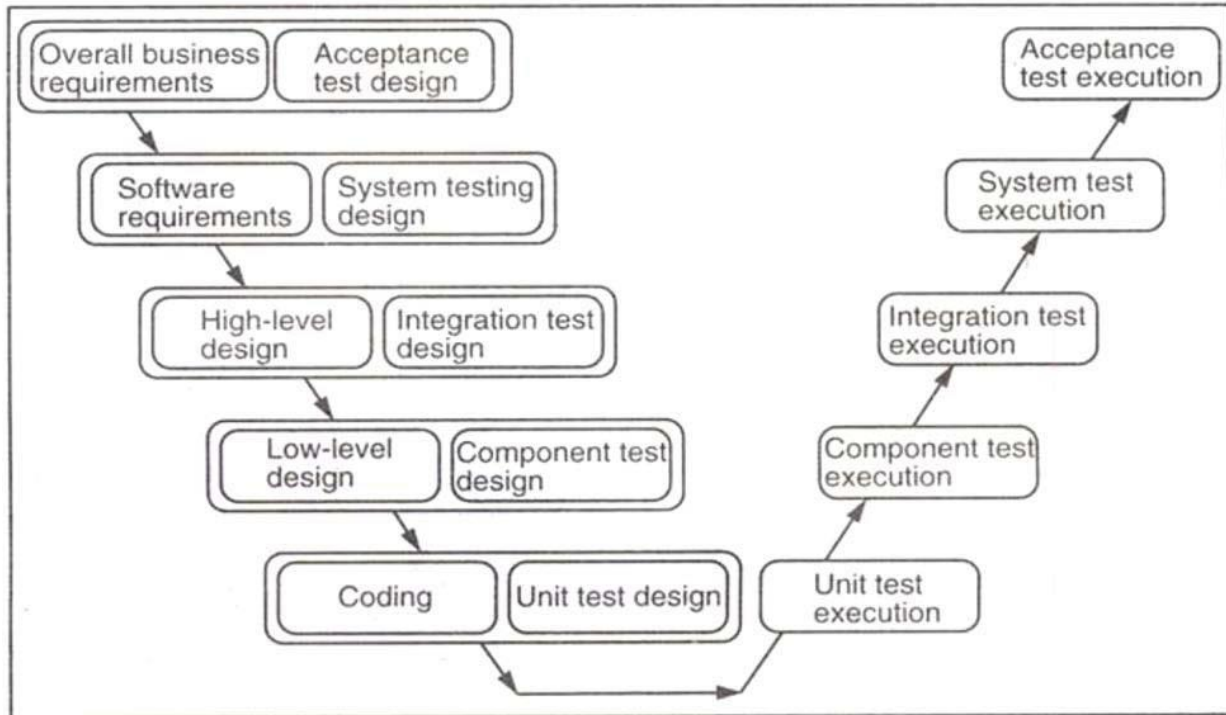 Overall business
requirements
Acceptance
test design
Acceptance
test execution
Software
requirements
System testing
design
System test
execution
High-level
design
Integration test
design
Integration test
execution
Low-level
design
Component test
design
Component test
execution
Coding
Unit test design
Unit test
execution